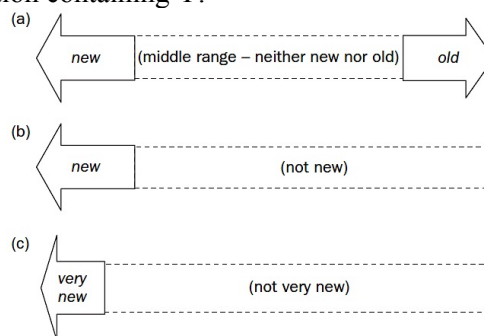 (a)
new (middle range – neither new nor old) old
(b)
new (not new)
(c)
very
new
(not very new)